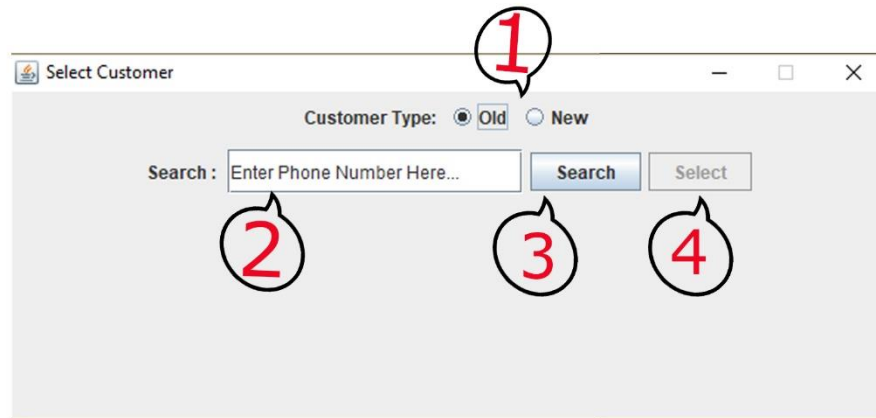 1
Select Customer
Customer Type: Old New
Search : Enter Phone Number Here... Search Select
2 3 4